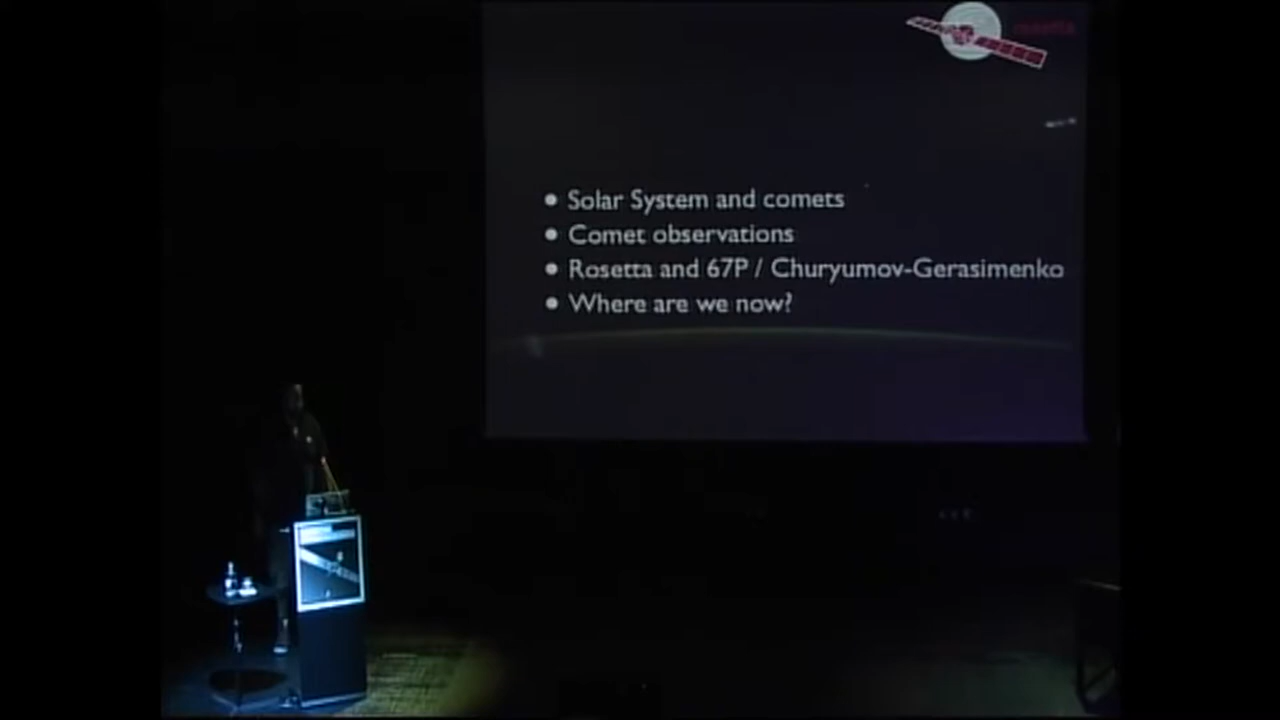 • Solar System and comets
• Comet observations
• Rosetta and 67P / Churyumov-Gerasimenko
• Where are we now?